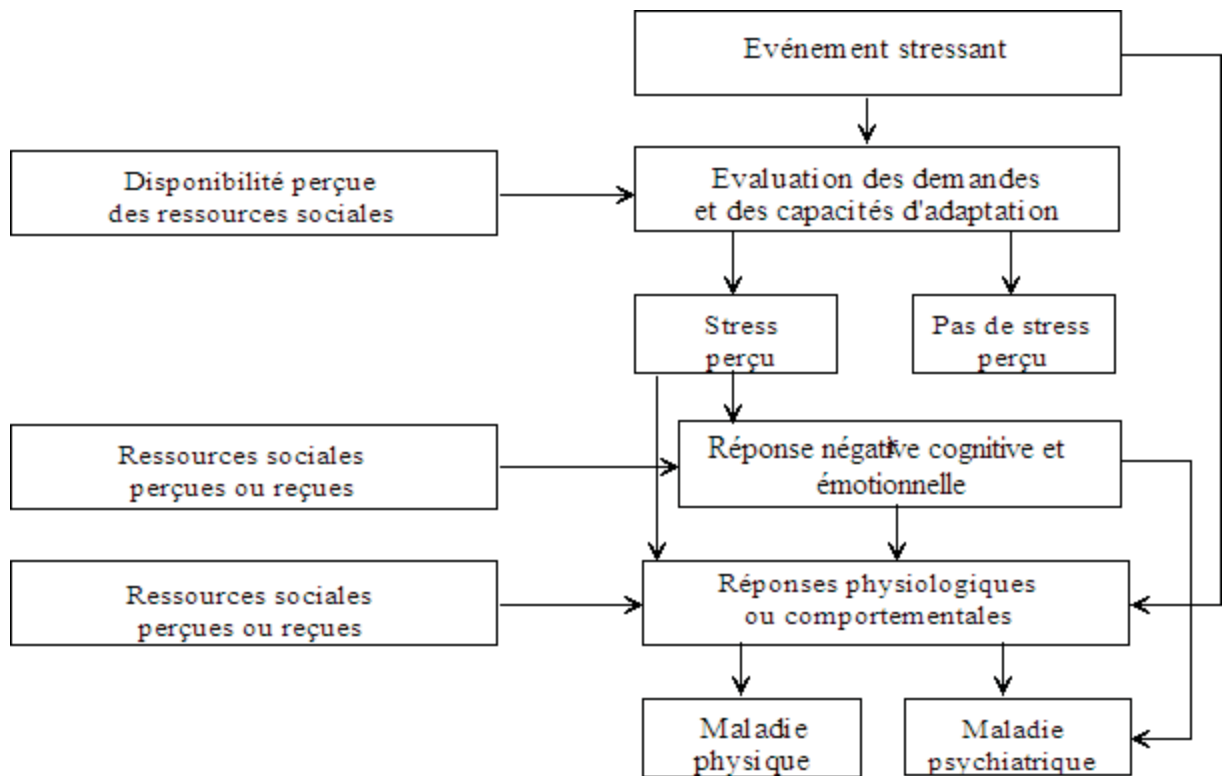 Evénement stressant
Disponibilité perçue
des ressources sociales
Evaluation des demandes
et des capacités d'adaptation
Stress
perçu
Pas de stress
perçu
Ressources sociales
perçues ou reçues
Réponse négative cognitive et
émotionnelle
Ressources sociales
perçues ou reçues
Réponses physiologiques
ou comportementales
Maladie
physique
Maladie
psychiatrique